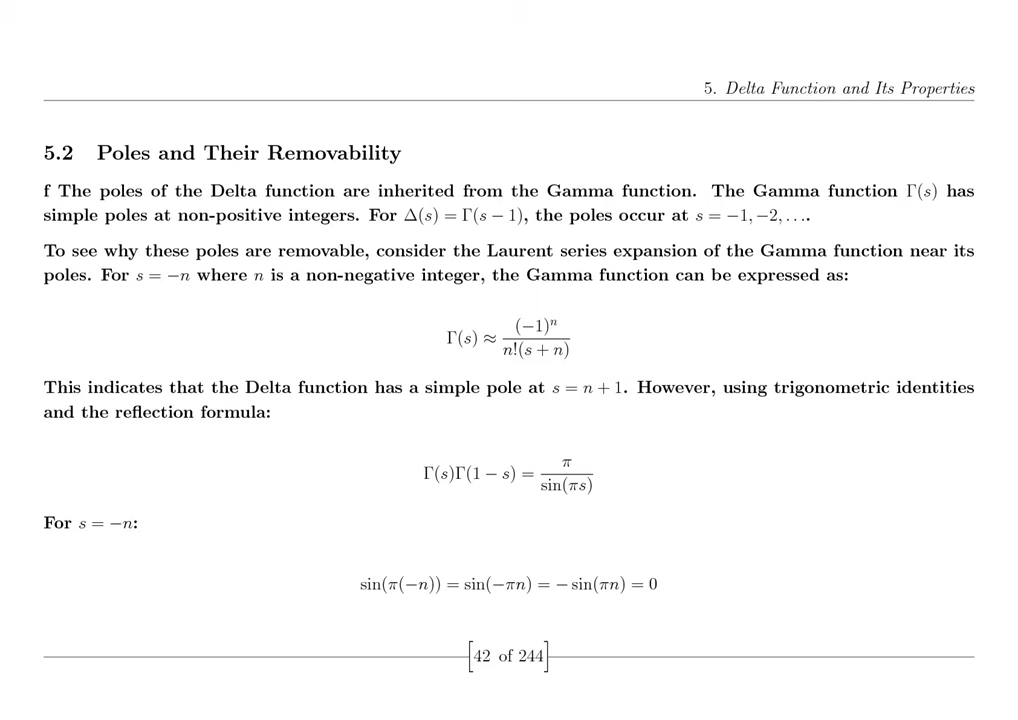 5. Delta Function and Its Properties
5.2 Poles and Their Removability
f The poles of the Delta function are inherited from the Gamma function. The Gamma function Γ(s) has
simple poles at non-positive integers. For Δ(s) = Γ(s − 1), the poles occur at s = −1, −2, . . ..
To see why these poles are removable, consider the Laurent series expansion of the Gamma function near its
poles. For s = −n where n is a non-negative integer, the Gamma function can be expressed as:
Γ(s) ≈ (−1)^n / n!(s + n)
This indicates that the Delta function has a simple pole at s = n + 1. However, using trigonometric identities
and the reflection formula:
Γ(s)Γ(1 − s) = π / sin(πs)
For s = −n:
sin(π(−n)) = sin(−πn) = − sin(πn) = 0
[42 of 244]